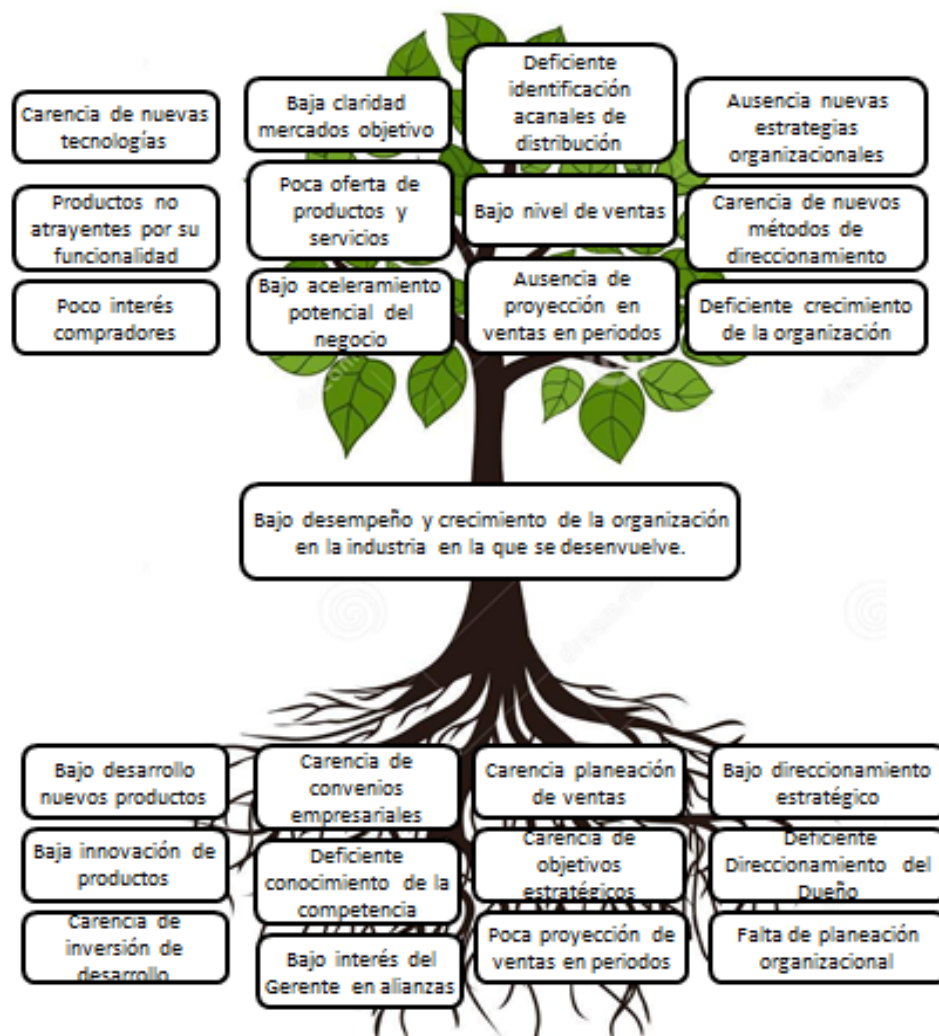 Carencia de nuevas
tecnologías
Productos no
atrayentes por su
funcionalidad
Poco interés
compradores
Baja claridad
mercados objetivo
Poca oferta de
productos y
servicios
Bajo aceleramiento
potencial del
negocio
Deficiente
identificación
acanales de
distribución
Bajo nivel de ventas
Ausencia de
proyección en
ventas en periodos
Ausencia nuevas
estrategias
organizacionales
Carencia de nuevos
métodos de
direccionamiento
Deficiente crecimiento
de la organización
Bajo desempeño y crecimiento de la organización
en la industria en la que se desenvuelve.
Bajo desarrollo
nuevos productos
Baja innovación de
productos
Carencia de
inversión de
desarrollo
Carencia de
convenios
empresariales
Deficiente
conocimiento de la
competencia
Bajo interés del
Gerente en alianzas
Carencia planeación
de ventas
Carencia de
objetivos
estratégicos
Poca proyección de
ventas en periodos
Bajo direccionamiento
estratégico
Deficiente
Direccionamiento del
Dueño
Falta de planeación
organizacional